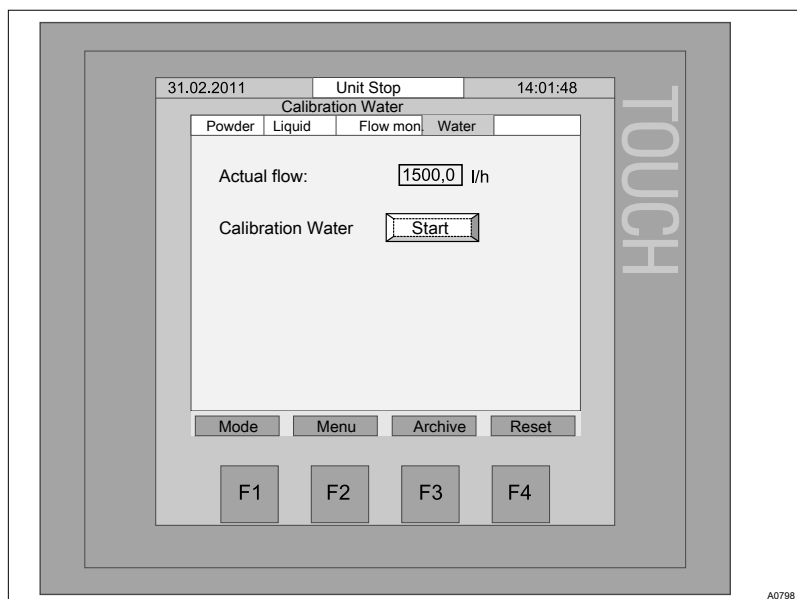 31.02.2011 Unit Stop 14:01:48
Calibration Water
Powder Liquid Flow mon. Water
Actual flow: 1500,0 l/h
Calibration Water Start
Mode Menu Archive Reset
F1 F2 F3 F4
TOUCH
A0798